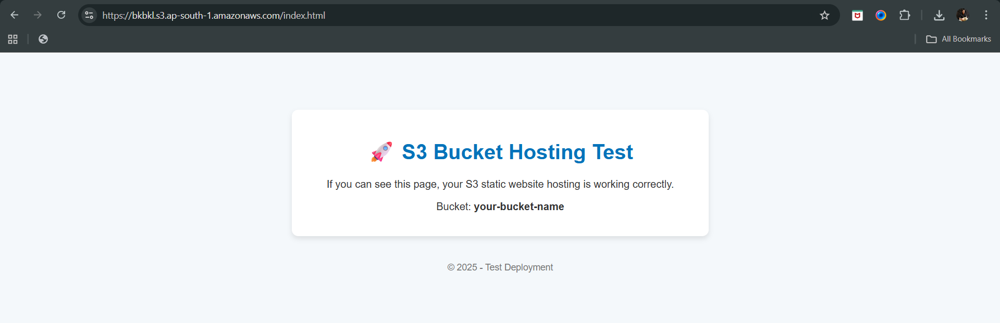 https://bkbkl.s3.ap-south-1.amazonaws.com/index.html
All Bookmarks
🚀 S3 Bucket Hosting Test
If you can see this page, your S3 static website hosting is working correctly.
Bucket: your-bucket-name
© 2025 - Test Deployment